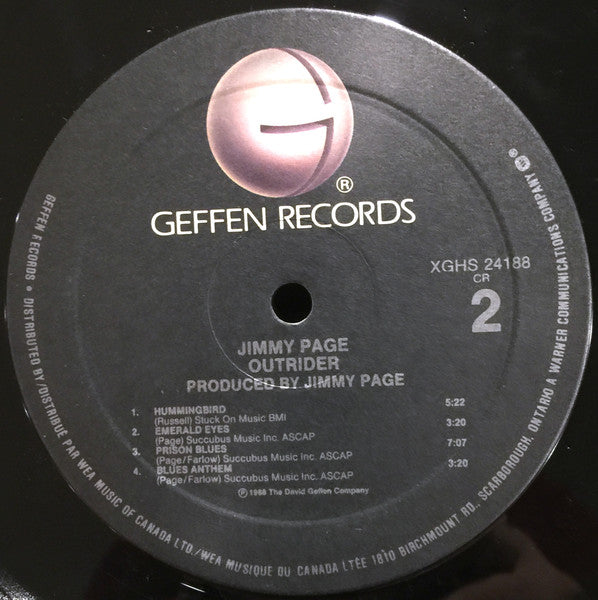 ®
GEFFEN RECORDS
XGHS 24188
CR
2
JIMMY PAGE
OUTRIDER
PRODUCED BY JIMMY PAGE
1. HUMMINGBIRD 5:22
(Russell) Stuck On Music BMI
2. EMERALD EYES 3:20
(Page) Succubus Music Inc. ASCAP
3. PRISON BLUES 7:07
(Page/Farlow) Succubus Music Inc. ASCAP
4. BLUES ANTHEM 3:20
(Page/Farlow) Succubus Music Inc. ASCAP
℗1988 The David Geffen Company
GEFFEN RECORDS • DISTRIBUTED BY/DISTRIBUÉ PAR WEA MUSIC OF CANADA LTD./WEA MUSIQUE DU CANADA LTÉE 1810 BIRCHMOUNT RD., SCARBOROUGH, ONTARIO A WARNER COMMUNICATIONS COMPANY ®